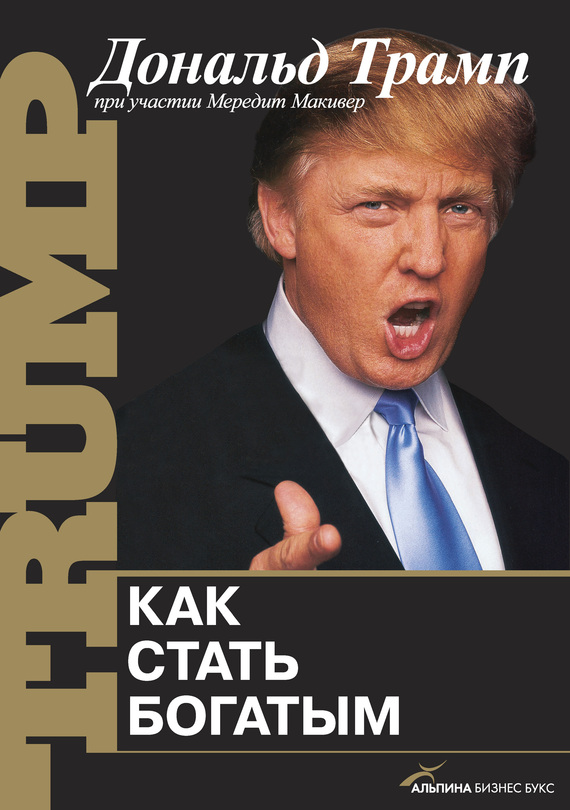 Дональд Трамп
при участии Мередит Макивер
TRUMP
КАК
СТАТЬ
БОГАТЫМ
АЛЬПИНА БИЗНЕС БУКС